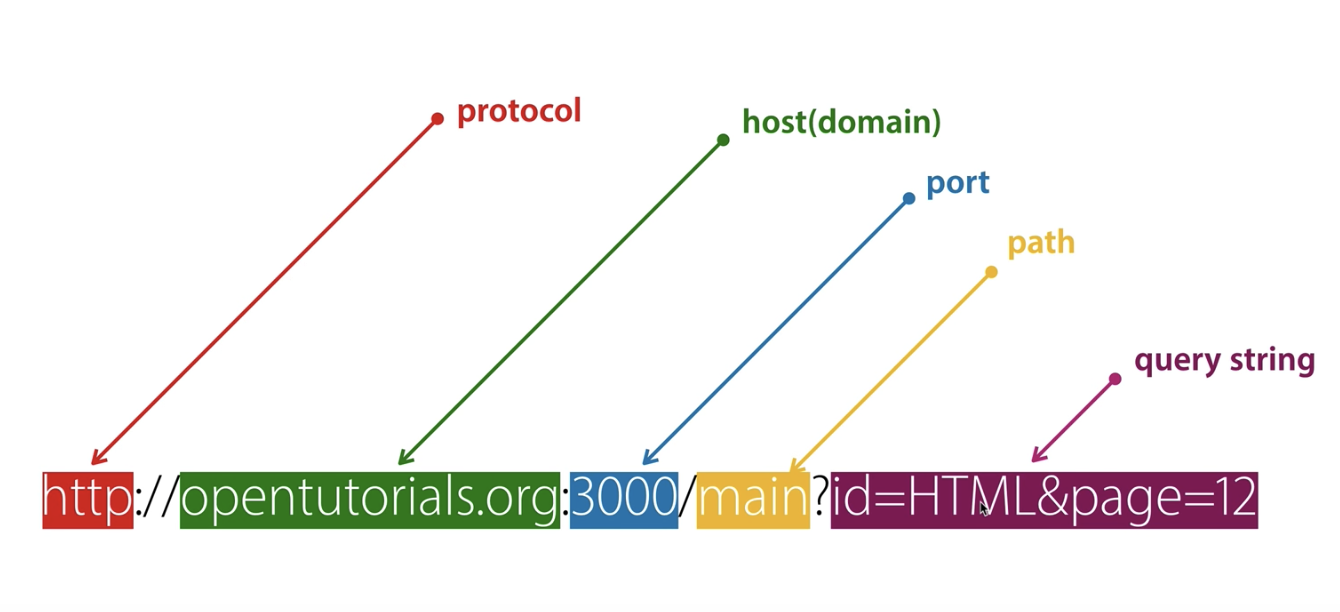 protocol
host(domain)
port
path
query string
http://opentutorials.org:3000/main?id=HTML&page=12